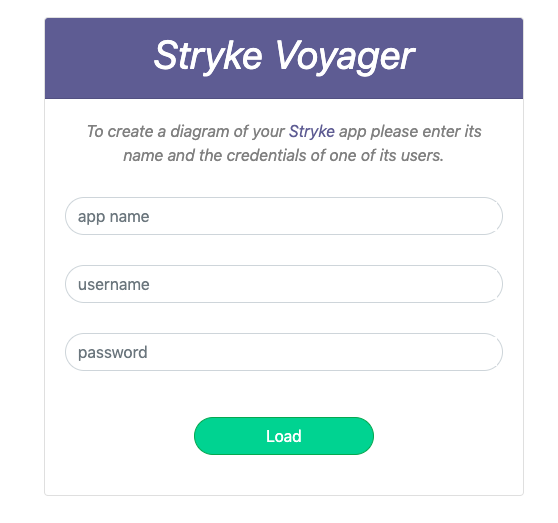 Stryke Voyager
To create a diagram of your Stryke app please enter its
name and the credentials of one of its users.
app name
username
password
Load